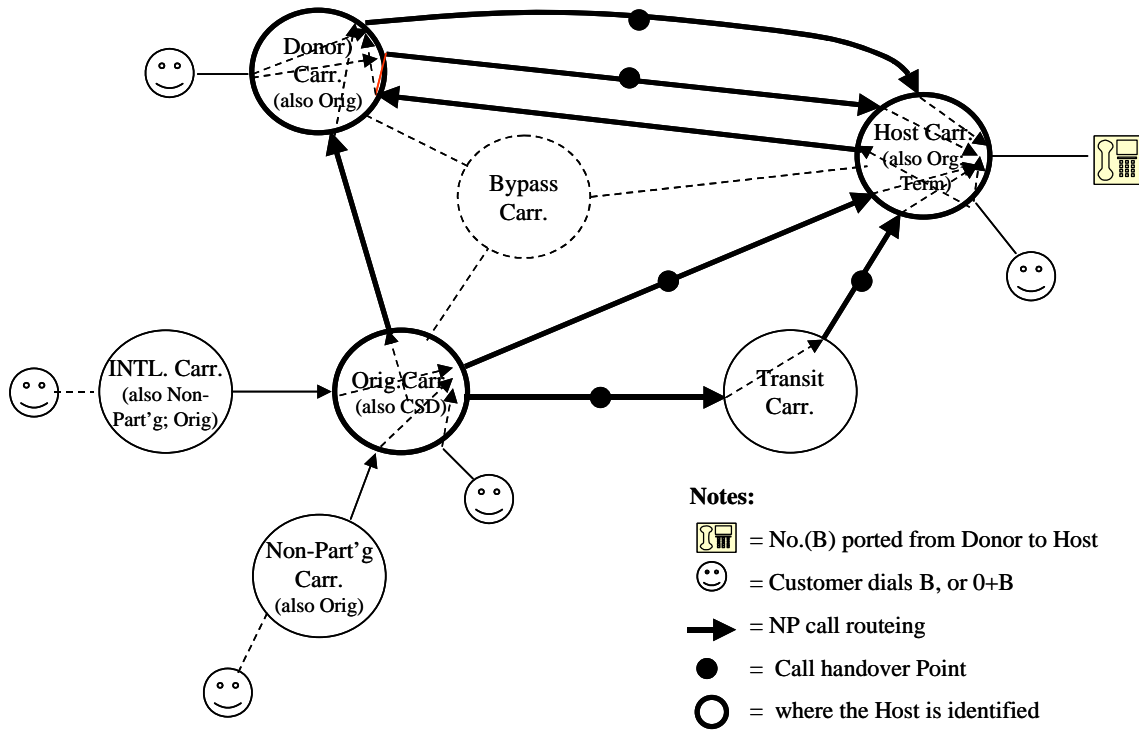 Donor)
Carr.
(also Orig)
Host Carr.
(also Org
Term)
Bypass
Carr.
INTL. Carr.
(also Non-
Part'g; Orig)
Orig.Carr.
(also CSD)
Transit
Carr.
Non-Part'g
Carr.
(also Orig)
Notes:
= No.(B) ported from Donor to Host
= Customer dials B, or 0+B
= NP call routeing
= Call handover Point
= where the Host is identified